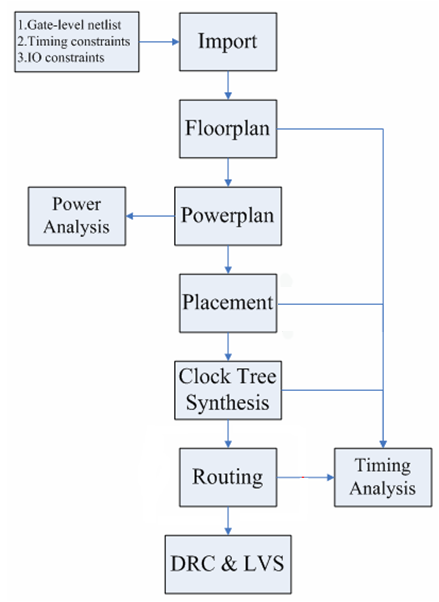 1.Gate-level netlist
2.Timing constraints
3.IO constraints
Import
Floorplan
Power
Analysis
Powerplan
Placement
Clock Tree
Synthesis
Routing
Timing
Analysis
DRC & LVS